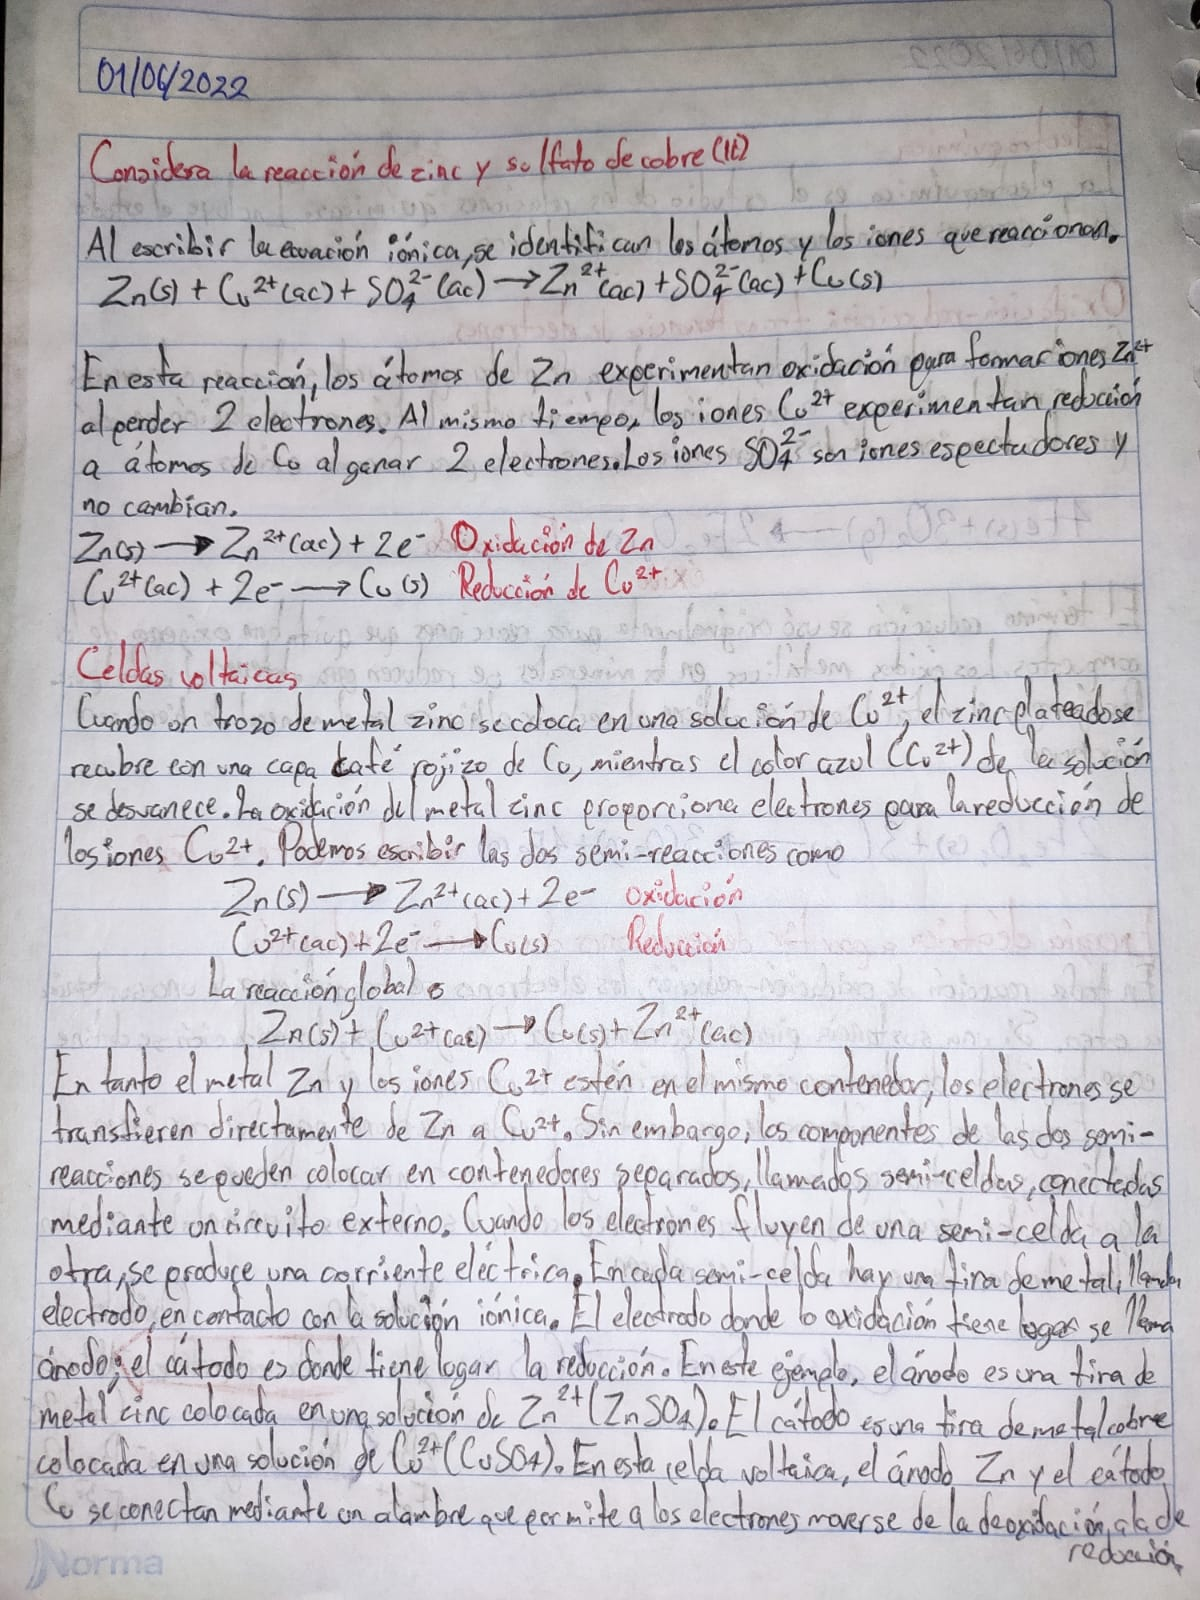 01/06/2022
Considera la reacción de zinc y sulfato de cobre (II)
Al escribir la ecuación iónica, se identifican los átomos y los iones que reaccionan.
Zn(s) + Cu²⁺(ac) + SO₄²⁻(ac) → Zn²⁺(ac) + SO₄²⁻(ac) + Cu(s)
En esta reacción, los átomos de Zn experimentan oxidación para formar iones Zn²⁺
al perder 2 electrones. Al mismo tiempo, los iones Cu²⁺ experimentan reducción
a átomos de Cu al ganar 2 electrones. Los iones SO₄²⁻ son iones espectadores y
no cambian.
Zn(s) → Zn²⁺(ac) + 2e⁻ Oxidación de Zn
Cu²⁺(ac) + 2e⁻ → Cu(s) Reducción de Cu²⁺
Celdas voltaicas
Cuando un trozo de metal zinc se coloca en una solución de Cu²⁺, el zinc plateado se
recubre con una capa café rojizo de Cu, mientras el color azul (Cu²⁺) de la solución
se desvanece. La oxidación del metal zinc proporciona electrones para la reducción de
los iones Cu²⁺. Podemos escribir las dos semi-reacciones como
Zn(s) → Zn²⁺(ac) + 2e⁻ oxidación
Cu²⁺(ac) + 2e⁻ → Cu(s) Reducción
La reacción global
Zn(s) + Cu²⁺(ac) → Cu(s) + Zn²⁺(ac)
En tanto el metal Zn y los iones Cu²⁺ estén en el mismo contenedor, los electrones se
transfieren directamente de Zn a Cu²⁺. Sin embargo, los componentes de las dos semi-
reacciones se pueden colocar en contenedores separados, llamados semi-celdas, conectadas
mediante un circuito externo. Cuando los electrones fluyen de una semi-celda a la
otra, se produce una corriente eléctrica. En cada semi-celda hay una tira de metal, llamada
electrodo, en contacto con la solución iónica. El electrodo donde la oxidación tiene lugar se llama
ánodo; el cátodo es donde tiene lugar la reducción. En este ejemplo, el ánodo es una tira de
metal cinc colocada en una solución de Zn²⁺ (ZnSO₄). El cátodo es una tira de metal cobre
colocada en una solución de Cu²⁺ (CuSO₄). En esta celda voltaica, el ánodo Zn y el cátodo
Cu se conectan mediante un alambre que permite a los electrones moverse de la de oxidación, a la de
reducción
Norma